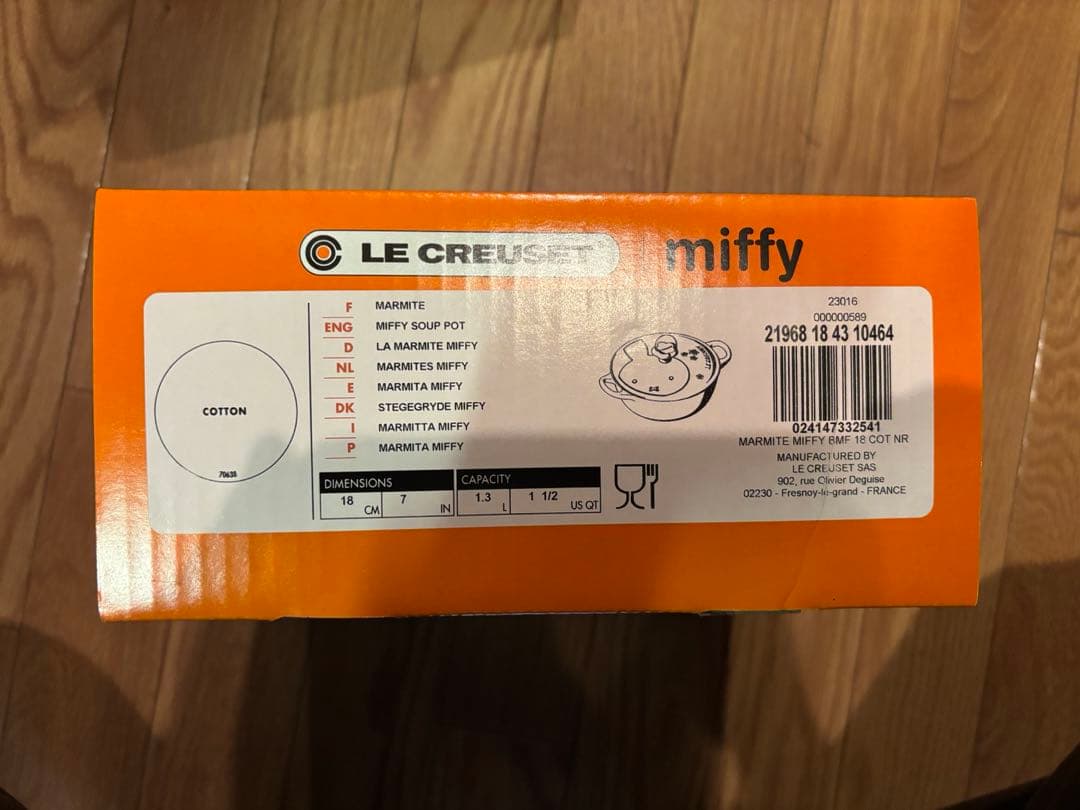 LE CREUSET
miffy
COTTON
70638
F MARMITE
ENG MIFFY SOUP POT
D LA MARMITE MIFFY
NL MARMITES MIFFY
E MARMITA MIFFY
DK STEGEGRYDE MIFFY
I MARMITTA MIFFY
P MARMITA MIFFY
DIMENSIONS
18 CM 7 IN
CAPACITY
1.3 L 1 1/2 US QT
23016
000000589
21968 18 43 10464
024147332541
MARMITE MIFFY BMF 18 COT NR
MANUFACTURED BY
LE CREUSET SAS
902, rue Olivier Deguise
02230 - Fresnoy-le-grand - FRANCE